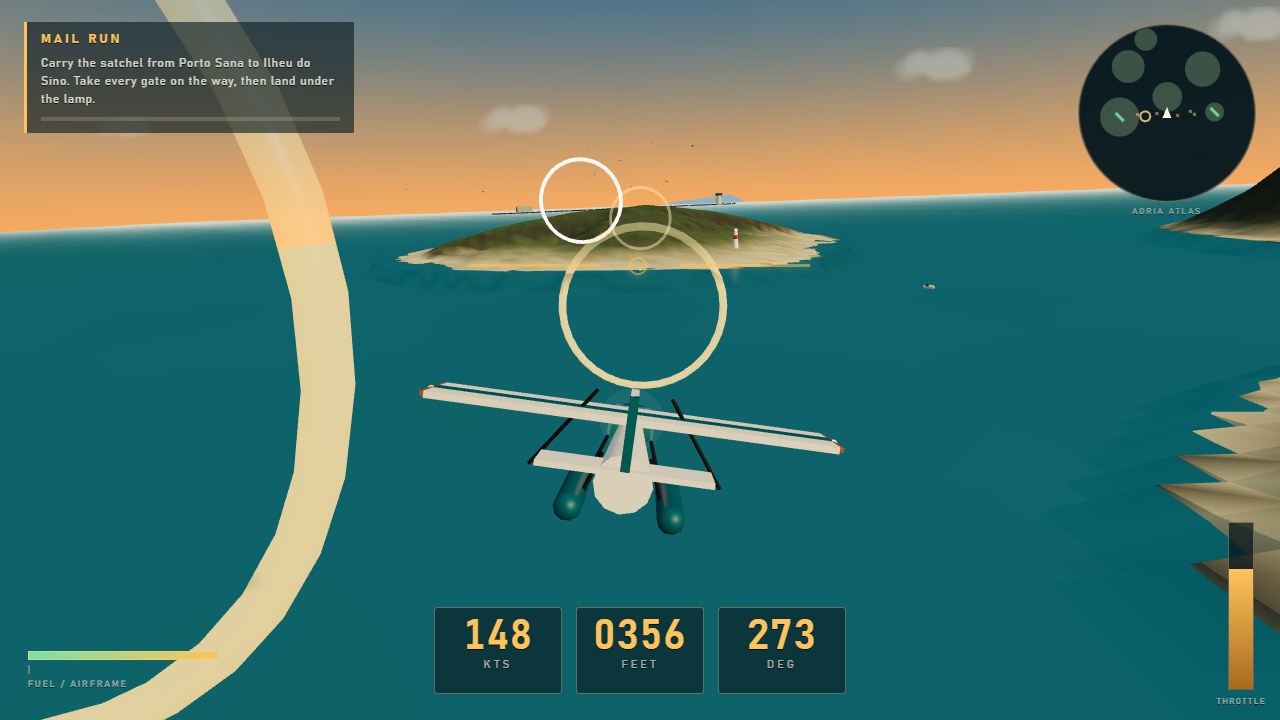 MAIL RUN
Carry the satchel from Porto Sana to Ilheu do
Sino. Take every gate on the way, then land under
the lamp.
ADRIA ATLAS
148
KTS
0356
FEET
273
DEG
FUEL / AIRFRAME
THROTTLE